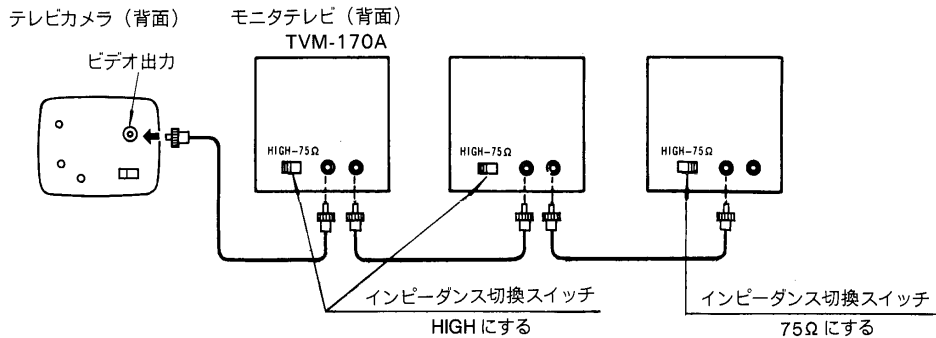 テレビカメラ（背面）
モニタテレビ（背面）
TVM-170A
ビデオ出力
HIGH-75Ω
HIGH-75Ω
HIGH-75Ω
インピーダンス切換スイッチ
HIGHにする
インピーダンス切換スイッチ
75Ωにする